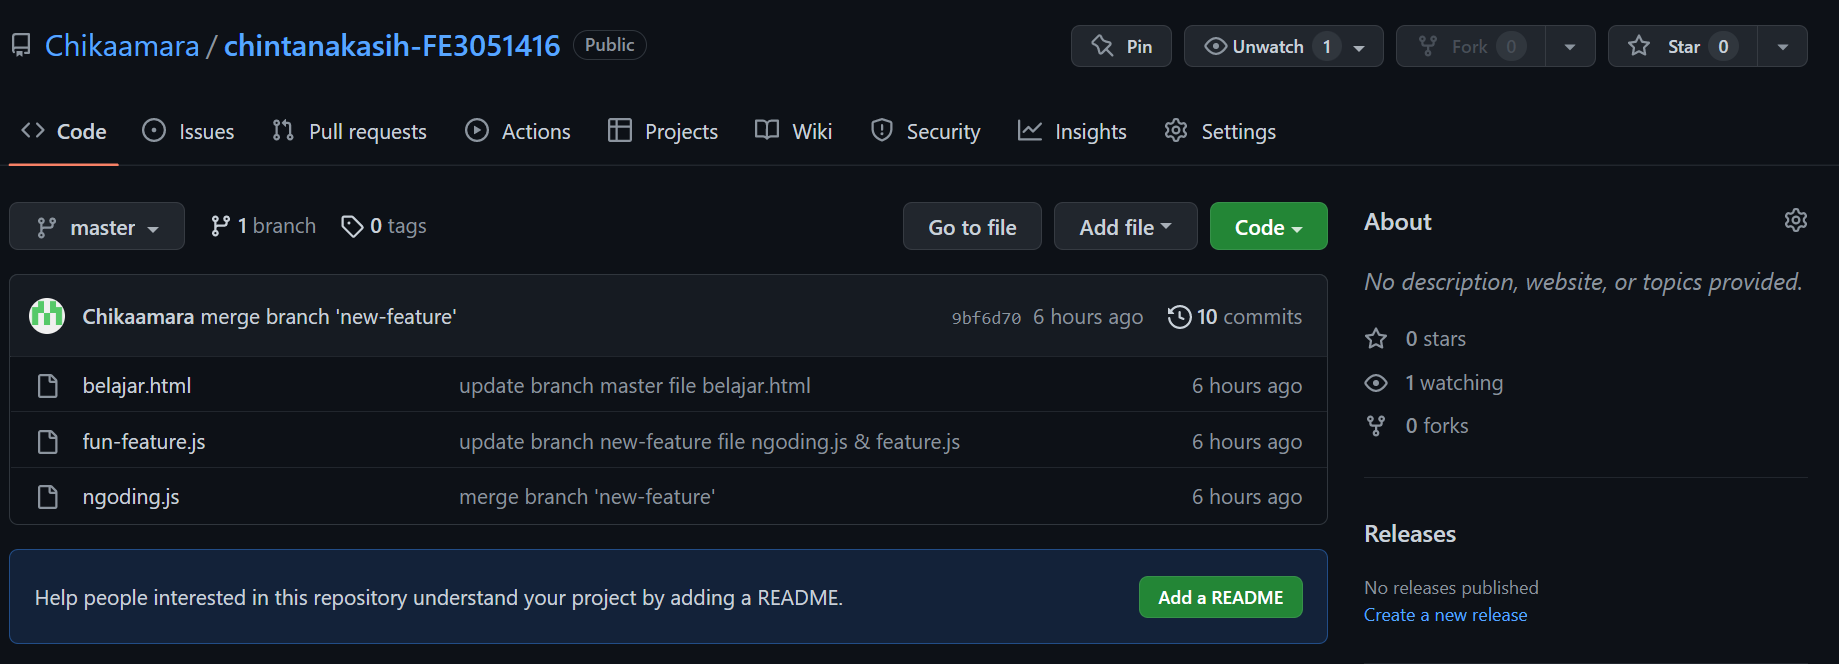 Chikaamara / chintanakasih-FE3051416 Public
Pin
Unwatch 1
Fork 0
Star 0
Code
Issues
Pull requests
Actions
Projects
Wiki
Security
Insights
Settings
master
1 branch
0 tags
Go to file
Add file
Code
Chikaamara merge branch 'new-feature' 9bf6d70 6 hours ago 10 commits
belajar.html update branch master file belajar.html 6 hours ago
fun-feature.js update branch new-feature file ngoding.js & feature.js 6 hours ago
ngoding.js merge branch 'new-feature' 6 hours ago
Help people interested in this repository understand your project by adding a README.
Add a README
About
No description, website, or topics provided.
0 stars
1 watching
0 forks
Releases
No releases published
Create a new release